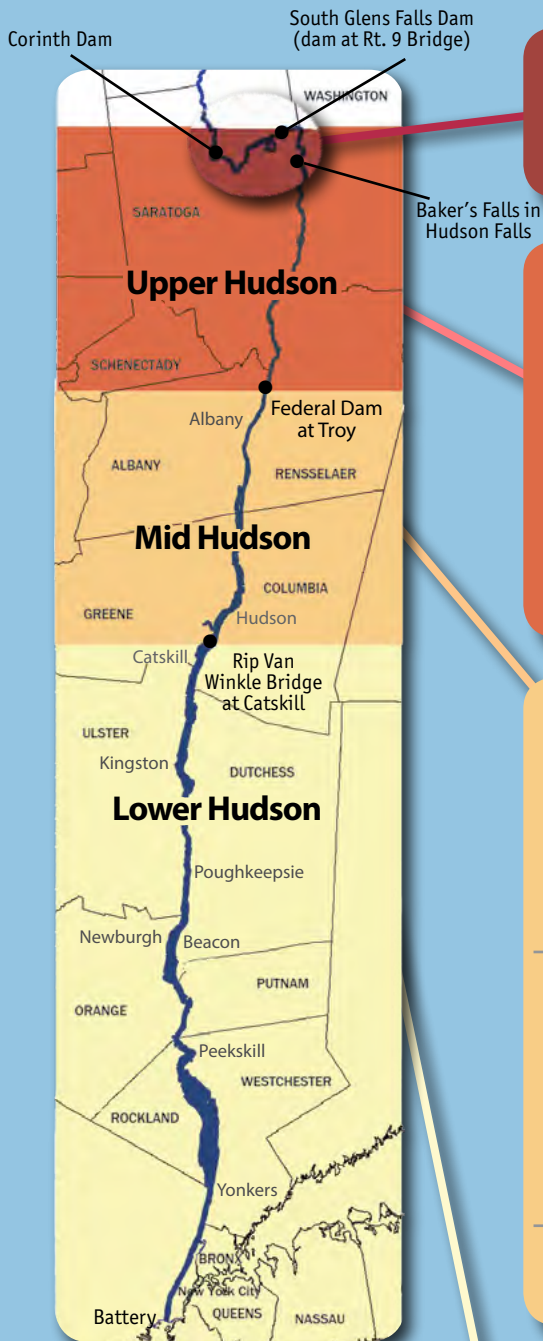 South Glens Falls Dam
(dam at Rt. 9 Bridge)
Corinth Dam
WASHINGTON
Baker's Falls in
Hudson Falls
SARATOGA
Upper Hudson
SCHENECTADY
Federal Dam
at Troy
Albany
ALBANY
RENSSELAER
Mid Hudson
COLUMBIA
GREENE
Hudson
Catskill
Rip Van
Winkle Bridge
at Catskill
ULSTER
Kingston
DUTCHESS
Lower Hudson
Poughkeepsie
Newburgh
Beacon
PUTNAM
ORANGE
Peekskill
WESTCHESTER
ROCKLAND
Yonkers
BRONX
New York City
Battery
QUEENS
NASSAU